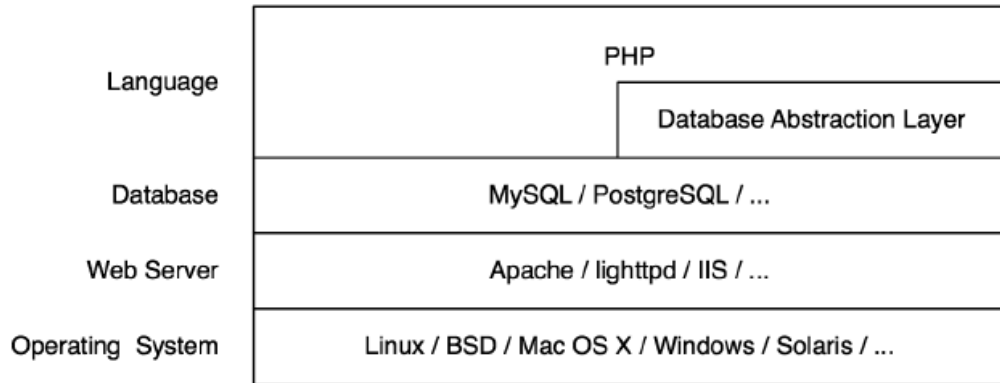 PHP
Language
Database Abstraction Layer
Database MySQL / PostgreSQL / ...
Web Server Apache / lighttpd / IIS / ...
Operating System Linux / BSD / Mac OS X / Windows / Solaris / ...